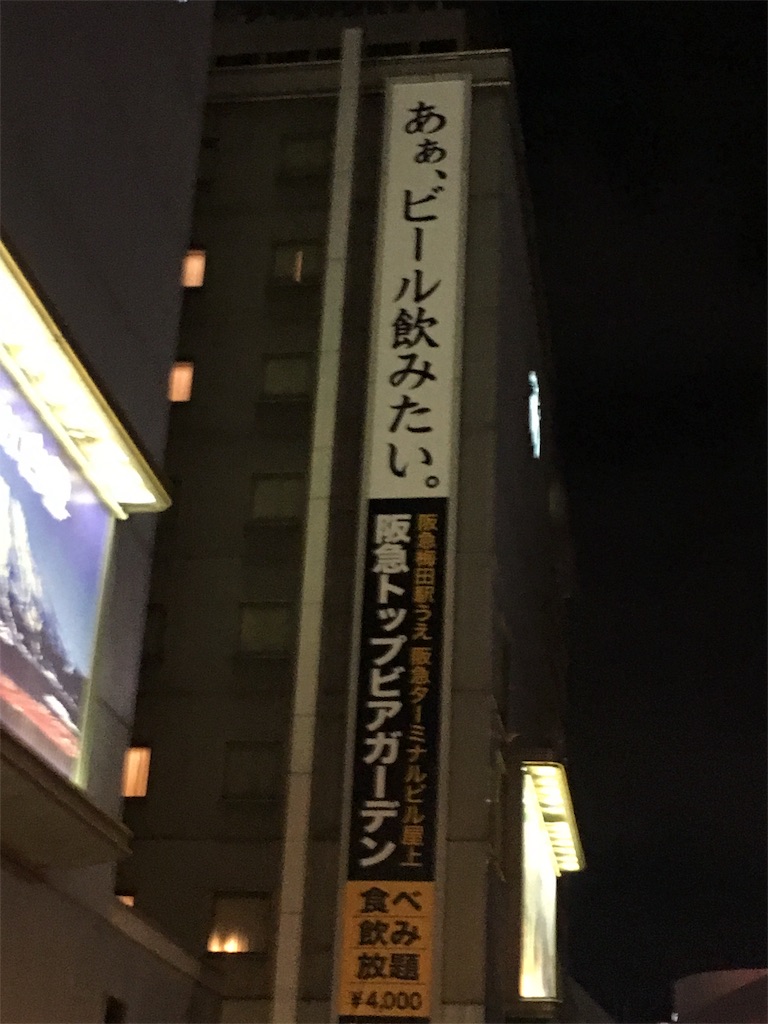 あぁ、ビール飲みたい。
阪急梅田駅うえ 阪急ターミナルビル屋上
阪急トップビアガーデン
食べ
飲み
放題
¥4,000